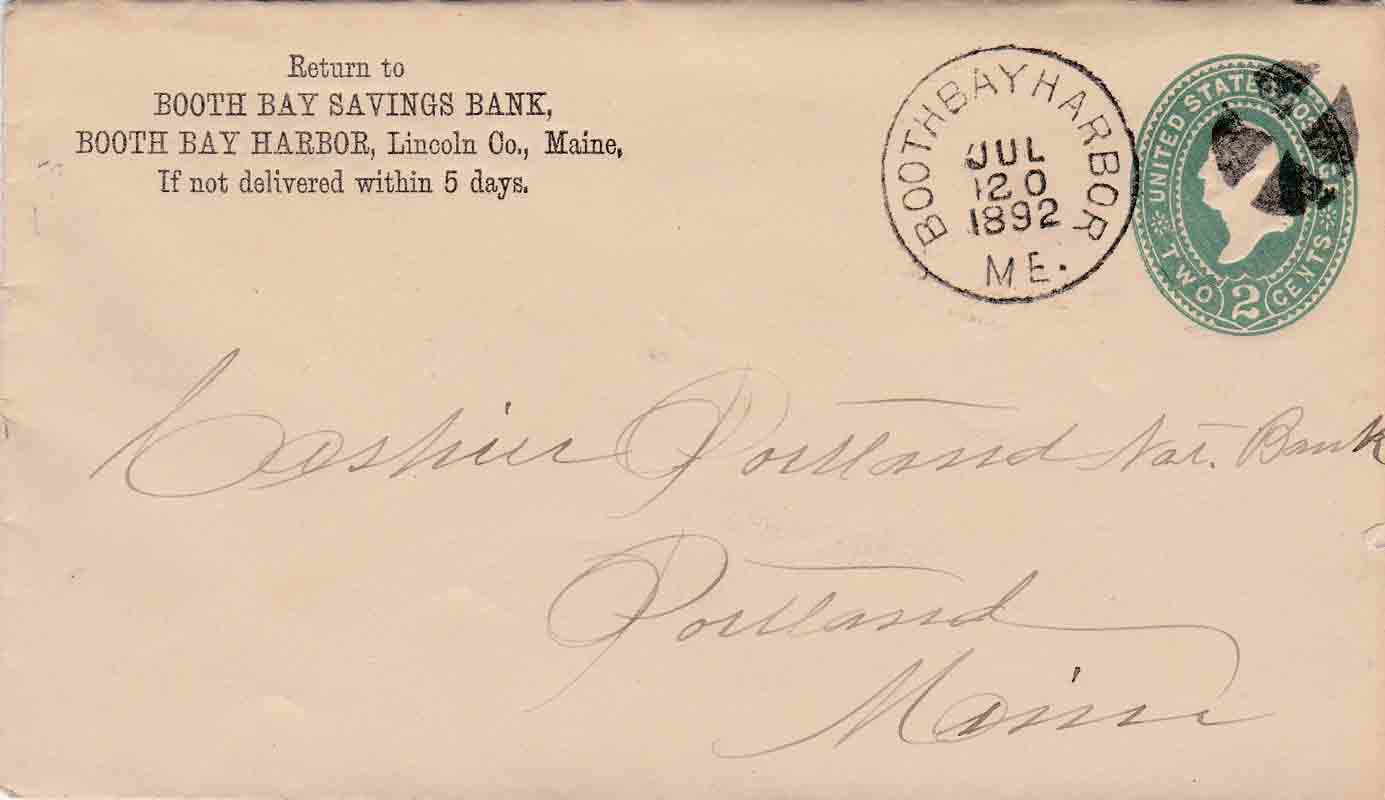 Return to
BOOTH BAY SAVINGS BANK,
BOOTH BAY HARBOR, Lincoln Co., Maine,
If not delivered within 5 days.
BOOTHBAY HARBOR
JUL
120
1892
ME.
UNITED STATES POSTAGE
TWO 2 CENTS
Cashier Portland Nat. Bank
Portland
Maine